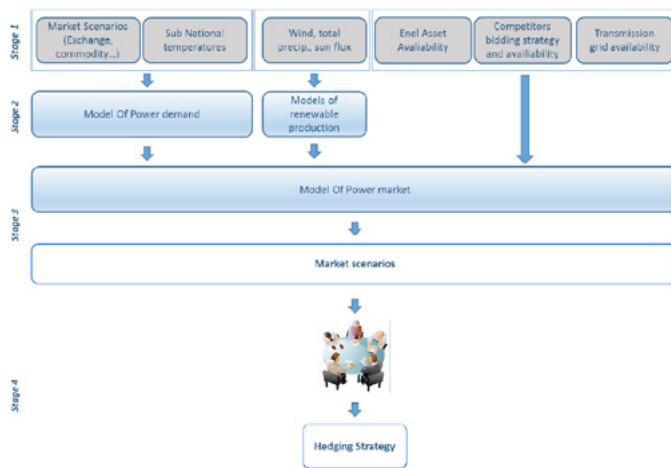 Stage 1
Market Scenarios
(Exchange,
commodity...)
Sub National
temperatures
Wind, total
precip., sun flux
Enel Asset
Avaliability
Competitors
bidding strategy
and availiability
Transmission
grid availability
Stage 2
Model Of Power demand
Models of
renewable
production
Stage 3
Model Of Power market
Market scenarios
Stage 4
Hedging Strategy